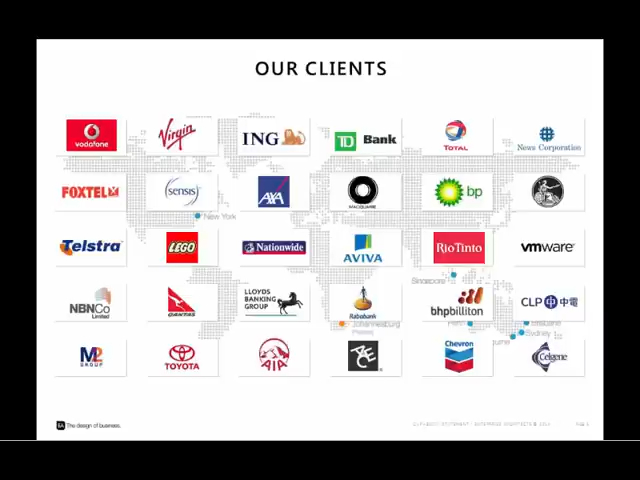 OUR CLIENTS
vodafone
Virgin
ING
TD Bank
TOTAL
News Corporation
FOXTEL
sensis
AXA
MACQUARIE
bp
New York
Telstra
LEGO
Nationwide
AVIVA
RioTinto
vmware
Singapore
NBNCo
Limited
QANTAS
LLOYDS
BANKING
GROUP
Rabobank
bhpbilliton
CLP 中電
Johannesburg
Brisbane
Sydney
M2
GROUP
TOYOTA
AIA
ACE
Chevron
Celgene
EA The design of business.